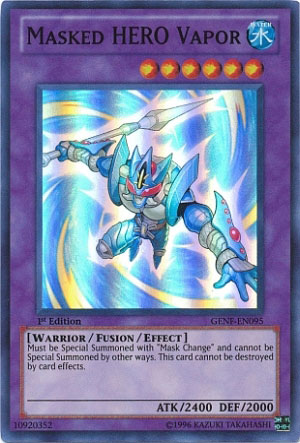 Masked HERO Vapor
WATER
水
1st Edition
GENF-EN095
[Warrior / Fusion / Effect]
Must be Special Summoned with "Mask Change" and cannot be
Special Summoned by other ways. This card cannot be destroyed
by card effects.
ATK/2400 DEF/2000
10920352
©1996 KAZUKI TAKAHASHI